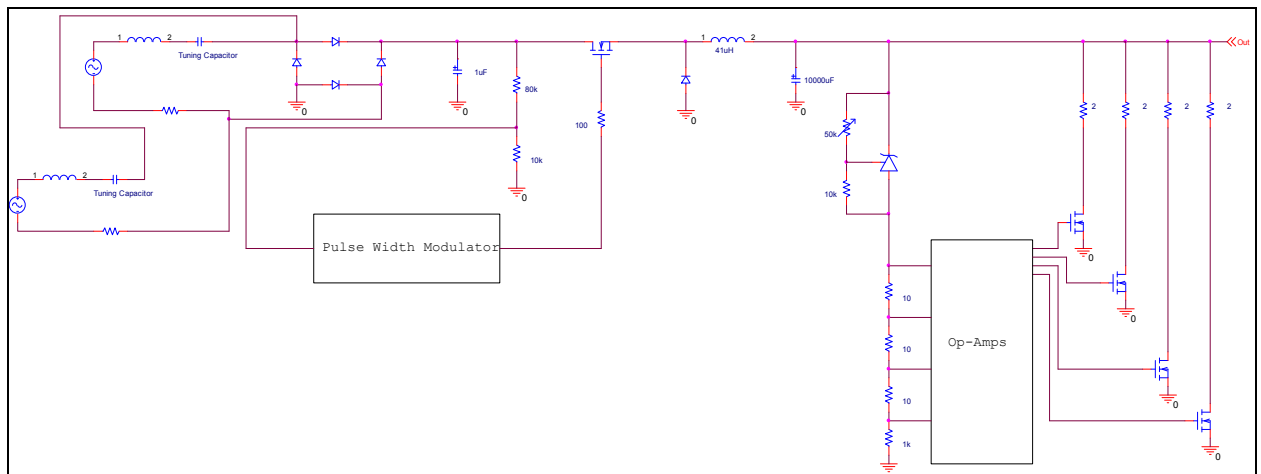 1 2
Tuning Capacitor
1uF
0
0
80k
10k
0
100
41uH
1 2
10000uF
0
0
Out
2 2 2 2
50k
10k
1 2
Tuning Capacitor
Pulse Width Modulator
Op-Amps
10
10
10
1k
0
0
0
0